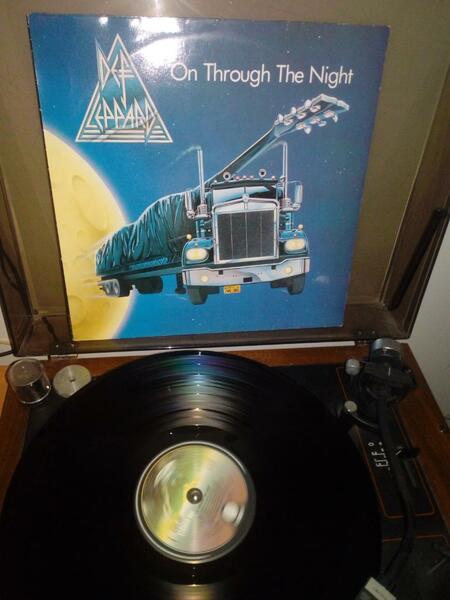 DEF
LEPPARD
On Through The Night